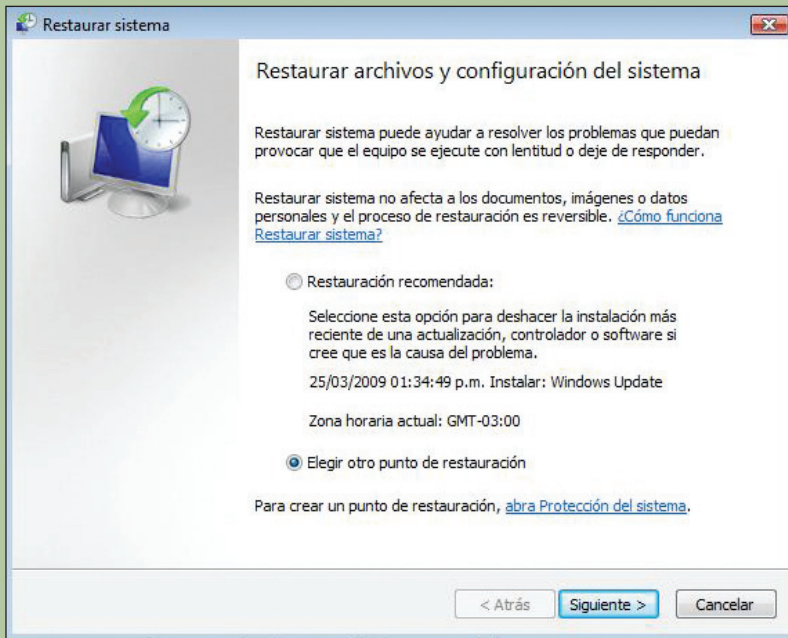 Restaurar sistema
Restaurar archivos y configuración del sistema
Restaurar sistema puede ayudar a resolver los problemas que puedan
provocar que el equipo se ejecute con lentitud o deje de responder.
Restaurar sistema no afecta a los documentos, imágenes o datos
personales y el proceso de restauración es reversible. ¿Cómo funciona
Restaurar sistema?
Restauración recomendada:
Seleccione esta opción para deshacer la instalación más
reciente de una actualización, controlador o software si
cree que es la causa del problema.
25/03/2009 01:34:49 p.m. Instalar: Windows Update
Zona horaria actual: GMT-03:00
Elegir otro punto de restauración
Para crear un punto de restauración, abra Protección del sistema.
< Atrás Siguiente > Cancelar